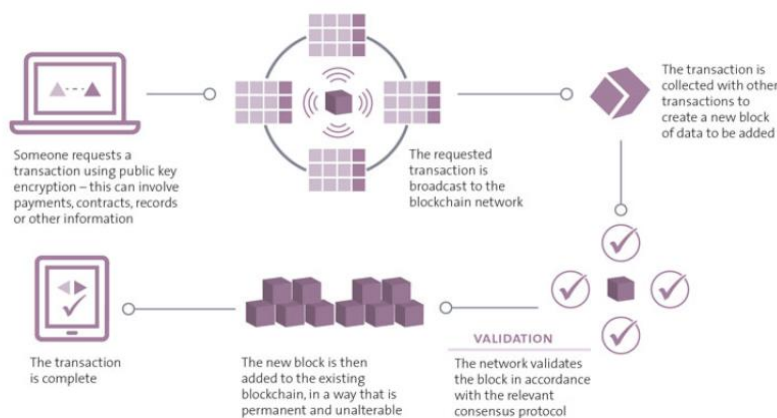 Someone requests a
transaction using public key
encryption – this can involve
payments, contracts, records
or other information
The requested
transaction is
broadcast to the
blockchain network
The transaction is
collected with other
transactions to
create a new block
of data to be added
VALIDATION
The network validates
the block in accordance
with the relevant
consensus protocol
The new block is then
added to the existing
blockchain, in a way that is
permanent and unalterable
The transaction
is complete